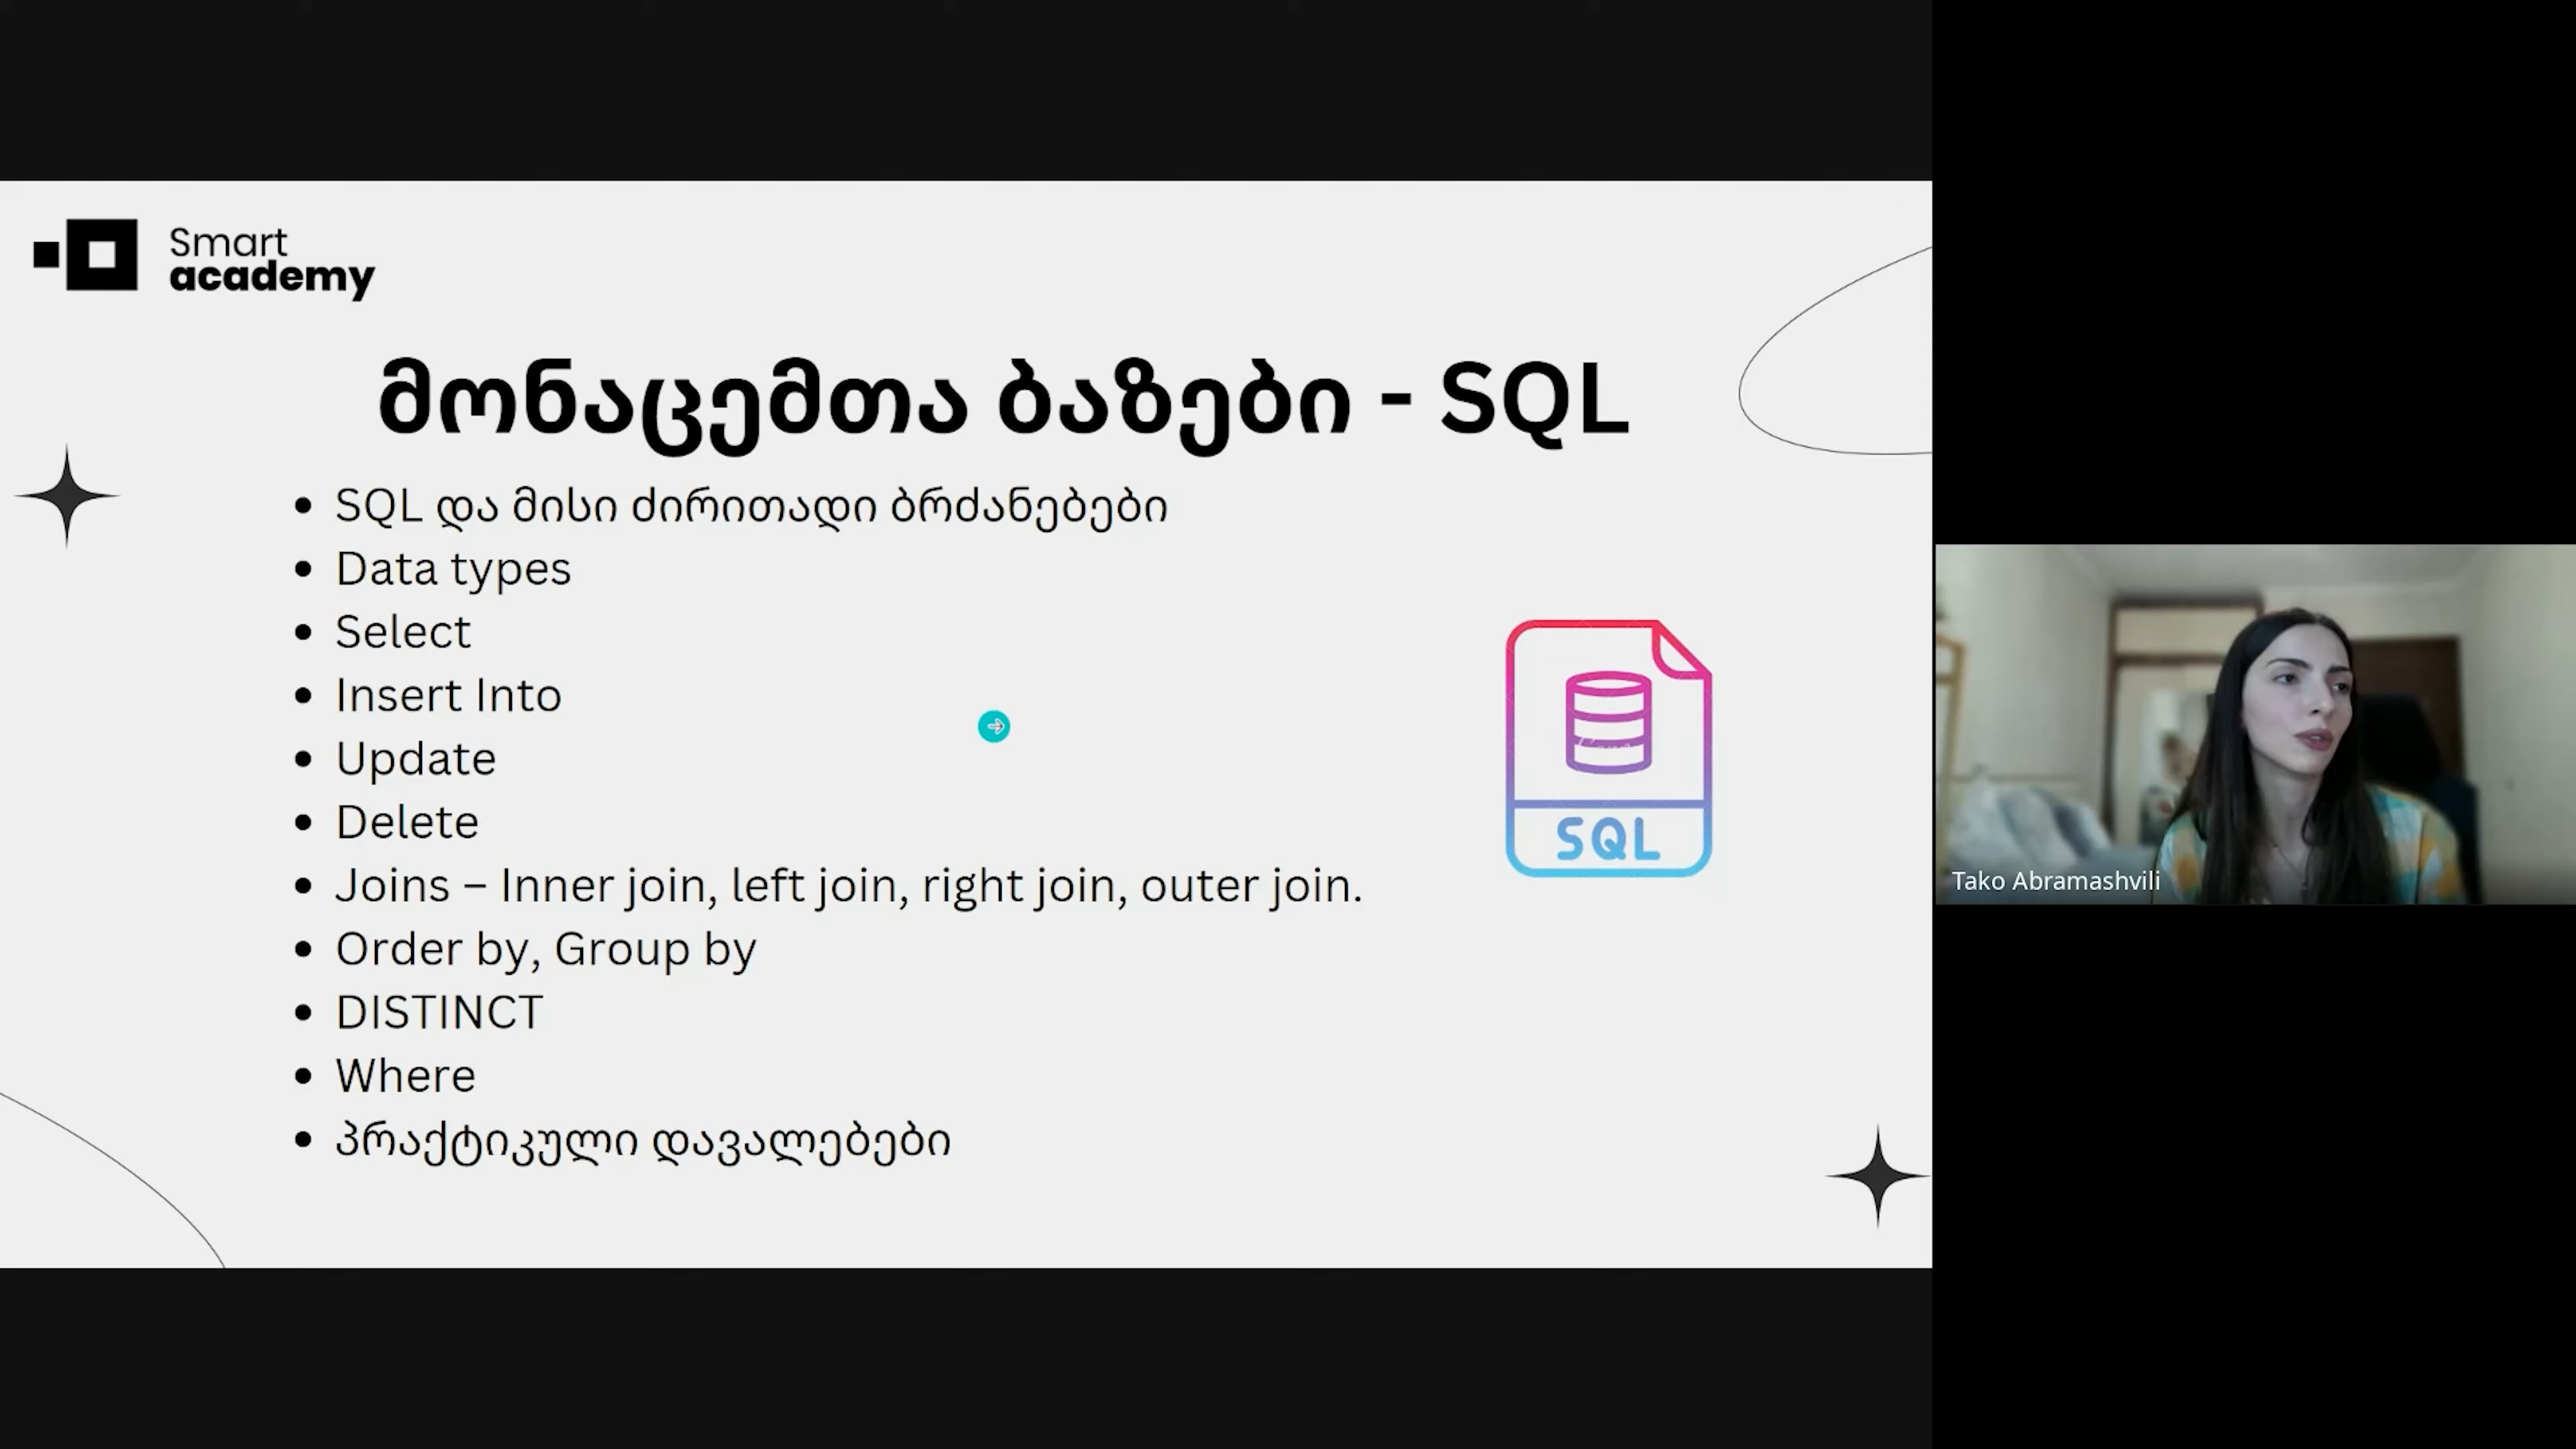 Smart
academy
მონაცემთა ბაზები - SQL
• SQL და მისი ძირითადი ბრძანებები
• Data types
• Select
• Insert Into
• Update
• Delete
• Joins – Inner join, left join, right join, outer join.
• Order by, Group by
• DISTINCT
• Where
• პრაქტიკული დავალებები
SQL
Tako Abramashvili